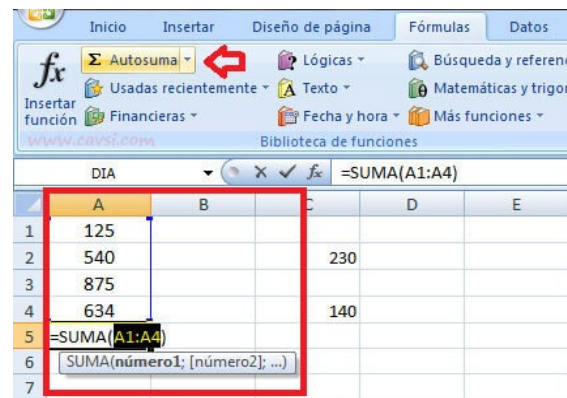 Inicio Insertar Diseño de página Fórmulas Datos
fx Σ Autosuma Lógicas Búsqueda y referen
Usadas recientemente A Texto Matemáticas y trigo
Insertar función Financieras Fecha y hora Más funciones
www.cavsi.com Biblioteca de funciones
DIA fx =SUMA(A1:A4)
A B C D E
1 125
2 540 230
3 875
4 634 140
5 =SUMA(A1:A4)
6 SUMA(número1; [número2]; ...)
7